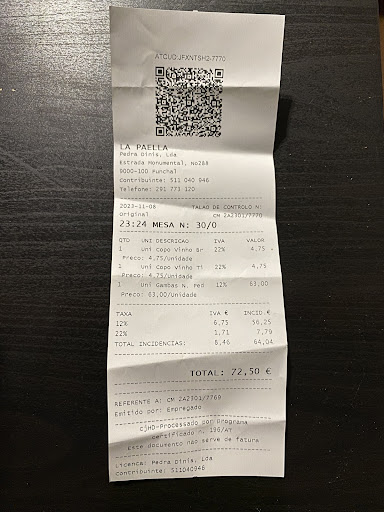 ATCUD:JFXNTSH2-7770
LA PAELLA
Pedra Dinis, Lda
Estrada Monumental, No268
9000-100 Funchal
Contribuinte: 511 040 946
Telefone: 291 773 120
2023-11-08 TALAO DE CONTROLO N:
Original CM 2A2301/7770
23:24 MESA N: 30/0
QTD UNI DESCRICAO IVA VALOR
1 Uni Copo Vinho Br 22% 4,75
Preco: 4,75/Unidade
1 Uni Copo Vinho Ti 22% 4,75
Preco: 4,75/Unidade
1 Uni Gambas N. Ped 12% 63,00
Preco: 63,00/Unidade
TAXA IVA € INCID.€
12% 6,75 56,25
22% 1,71 7,79
TOTAL INCIDENCIAS: 8,46 64,04
TOTAL: 72,50 €
REFERENTE A: CM 2A2301/7769
Emitido por: Empregado
CjHD-Processado por Programa
certificado n. 196/AT
Este documento nao serve de fatura
Licenca: Pedra Dinis, Lda
Contribuinte: 511040946